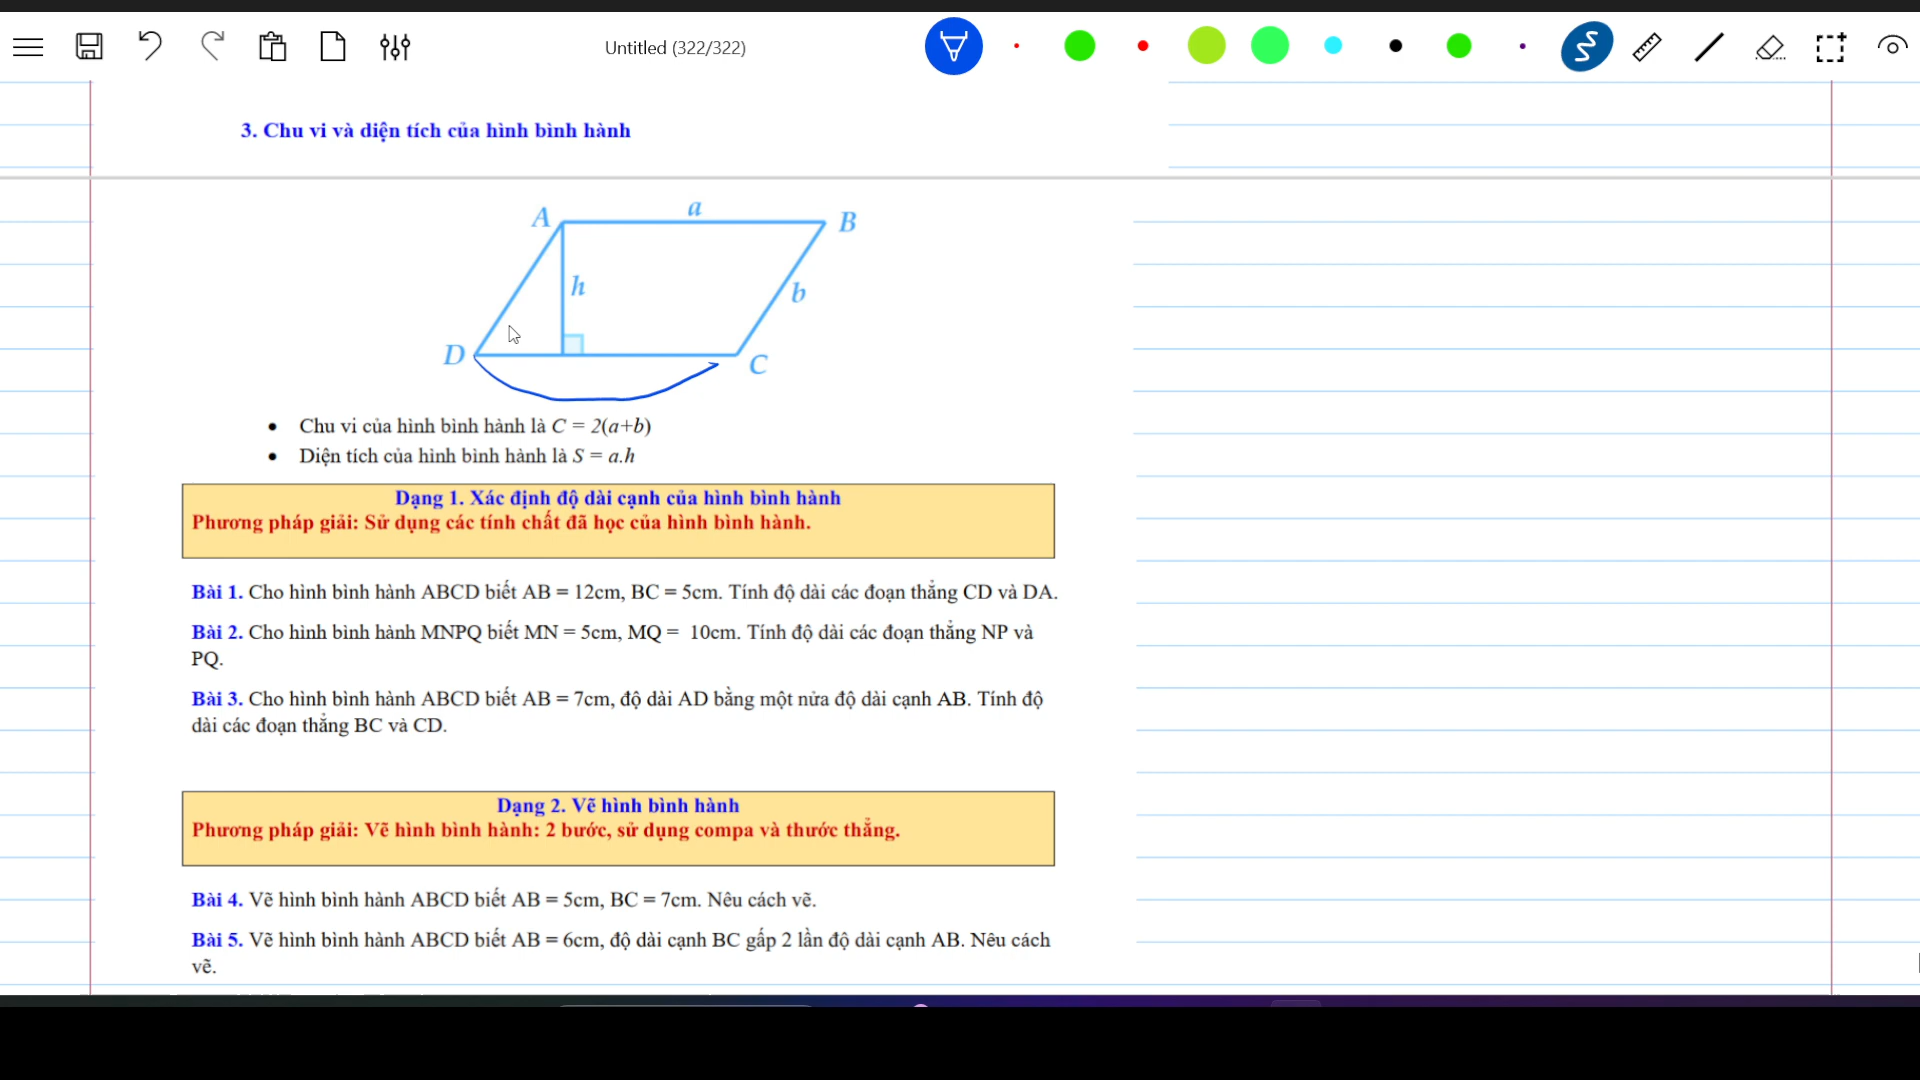 Untitled (322/322)
3. Chu vi và diện tích của hình bình hành
A
a
B
h
b
D
C
• Chu vi của hình bình hành là C = 2(a+b)
• Diện tích của hình bình hành là S = a.h
Dạng 1. Xác định độ dài cạnh của hình bình hành
Phương pháp giải: Sử dụng các tính chất đã học của hình bình hành.
Bài 1. Cho hình bình hành ABCD biết AB = 12cm, BC = 5cm. Tính độ dài các đoạn thẳng CD và DA.
Bài 2. Cho hình bình hành MNPQ biết MN = 5cm, MQ = 10cm. Tính độ dài các đoạn thẳng NP và
PQ.
Bài 3. Cho hình bình hành ABCD biết AB = 7cm, độ dài AD bằng một nửa độ dài cạnh AB. Tính độ
dài các đoạn thẳng BC và CD.
Dạng 2. Vẽ hình bình hành
Phương pháp giải: Vẽ hình bình hành: 2 bước, sử dụng compa và thước thẳng.
Bài 4. Vẽ hình bình hành ABCD biết AB = 5cm, BC = 7cm. Nêu cách vẽ.
Bài 5. Vẽ hình bình hành ABCD biết AB = 6cm, độ dài cạnh BC gấp 2 lần độ dài cạnh AB. Nêu cách
vẽ.